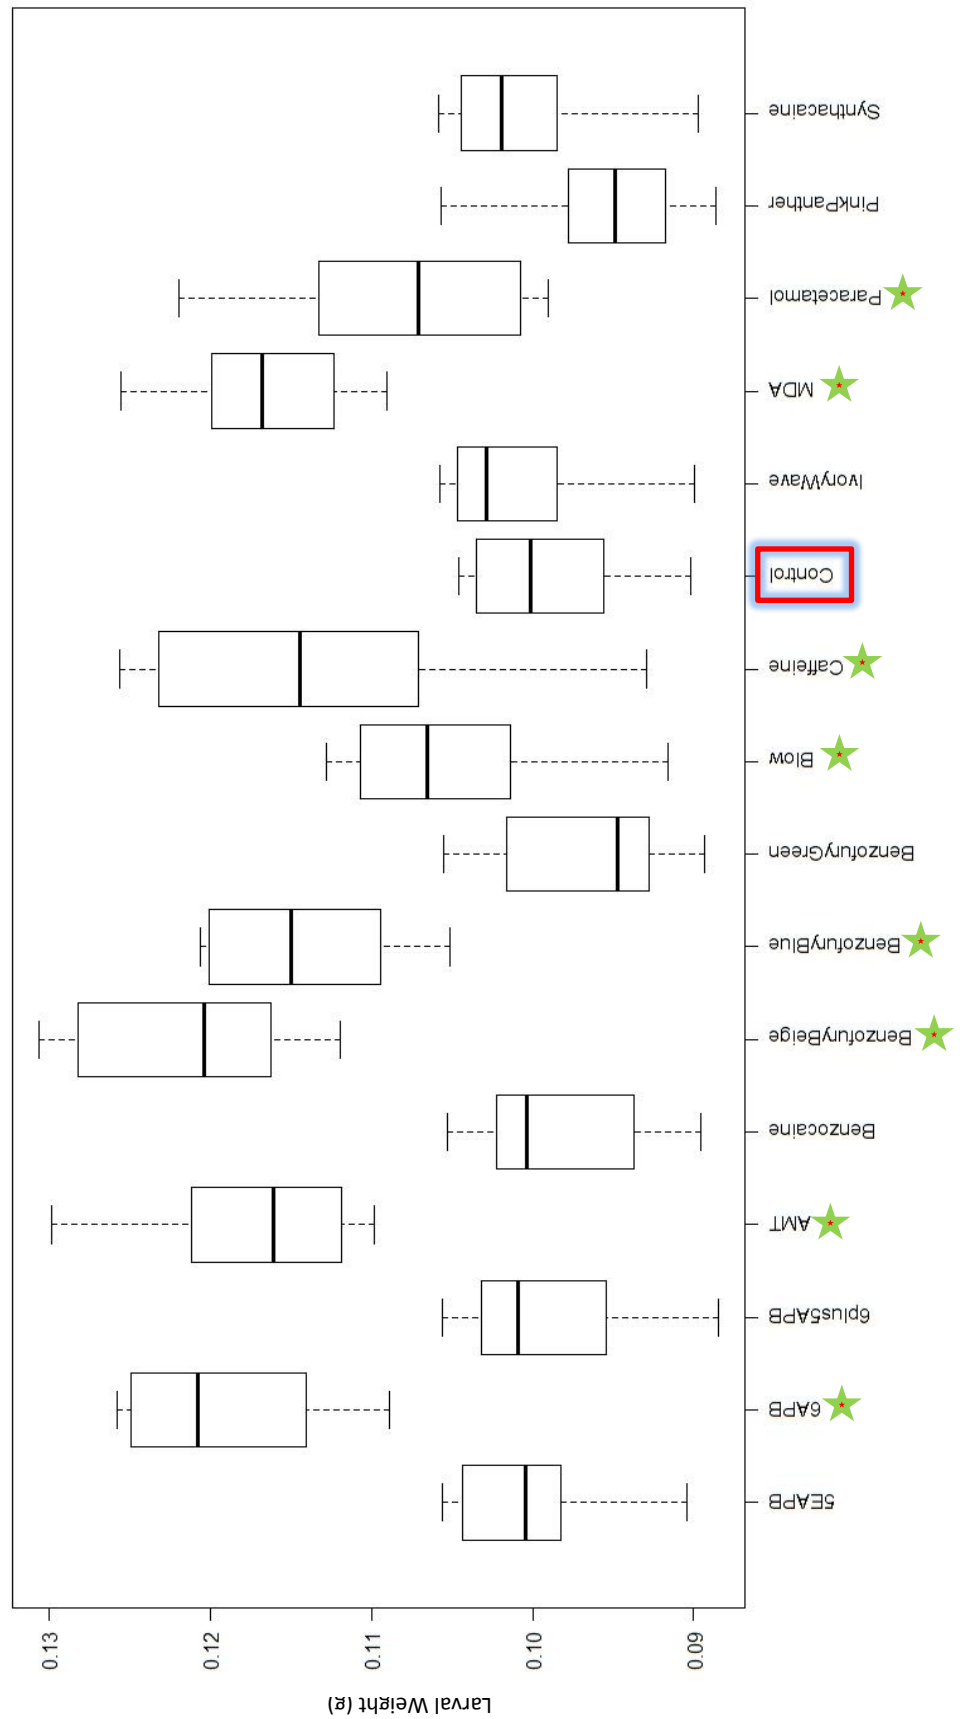 Larval Weight (g)
0.13
0.12
0.11
0.10
0.09
5EAPB
6APB
6plus5APB
AMT
Benzocaine
BenzofuryBeige
BenzofuryBlue
BenzofuryGreen
Blow
Caffeine
Control
IvoryWave
MDA
Paracetamol
PinkPanther
Synthacaine